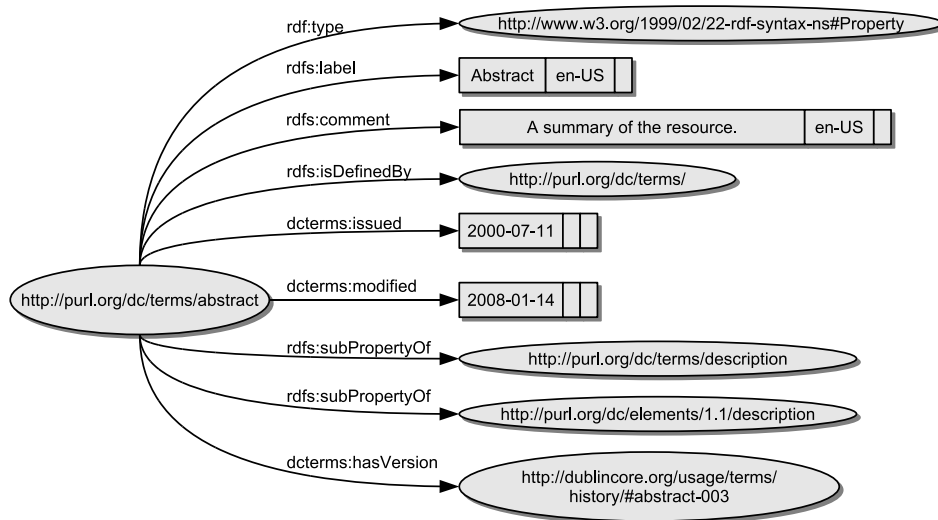 rdf:type
http://www.w3.org/1999/02/22-rdf-syntax-ns#Property
rdfs:label
Abstract en-US
rdfs:comment
A summary of the resource. en-US
rdfs:isDefinedBy
http://purl.org/dc/terms/
dcterms:issued
2000-07-11
http://purl.org/dc/terms/abstract
dcterms:modified
2008-01-14
rdfs:subPropertyOf
http://purl.org/dc/terms/description
rdfs:subPropertyOf
http://purl.org/dc/elements/1.1/description
dcterms:hasVersion
http://dublincore.org/usage/terms/
history/#abstract-003